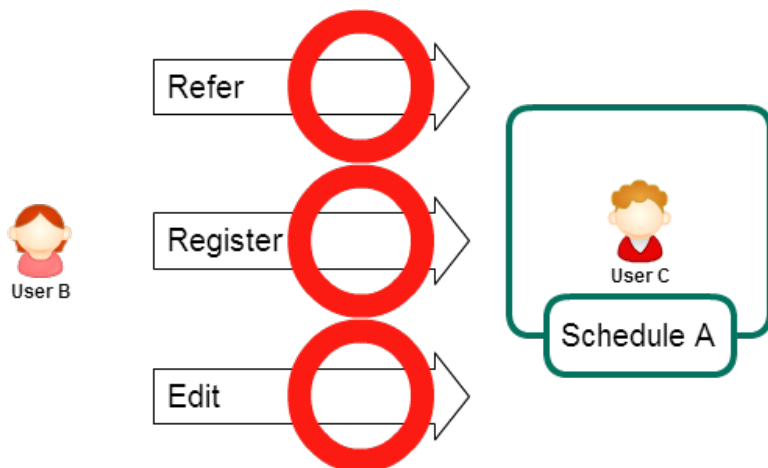 Refer
Register
User B
User C
Schedule A
Edit